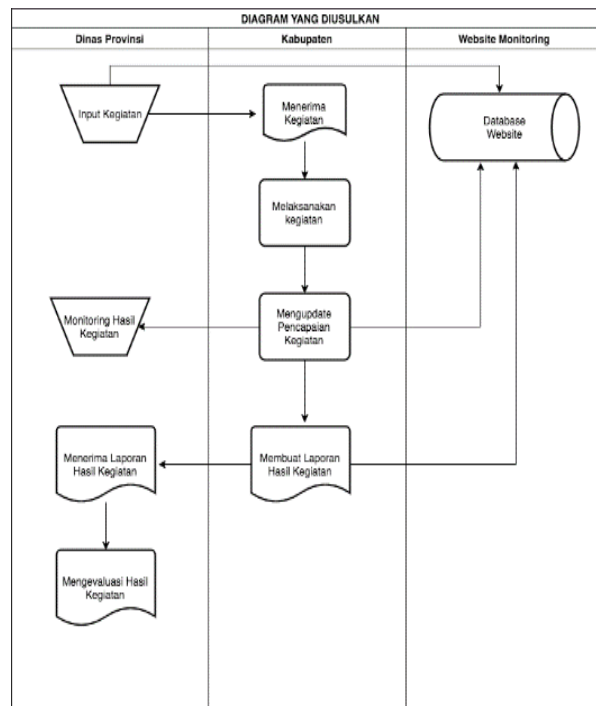 DIAGRAM YANG DIUSULKAN
Dinas Provinsi
Kabupaten
Website Monitoring
Input Kegiatan
Menerima
Kegiatan
Database
Website
Melaksanakan
kegiatan
Monitoring Hasil
Kegiatan
Mengupdate
Pencapaian
Kegiatan
Menerima Laporan
Hasil Kegiatan
Membuat Laporan
Hasil Kegiatan
Mengevaluasi Hasil
Kegiatan